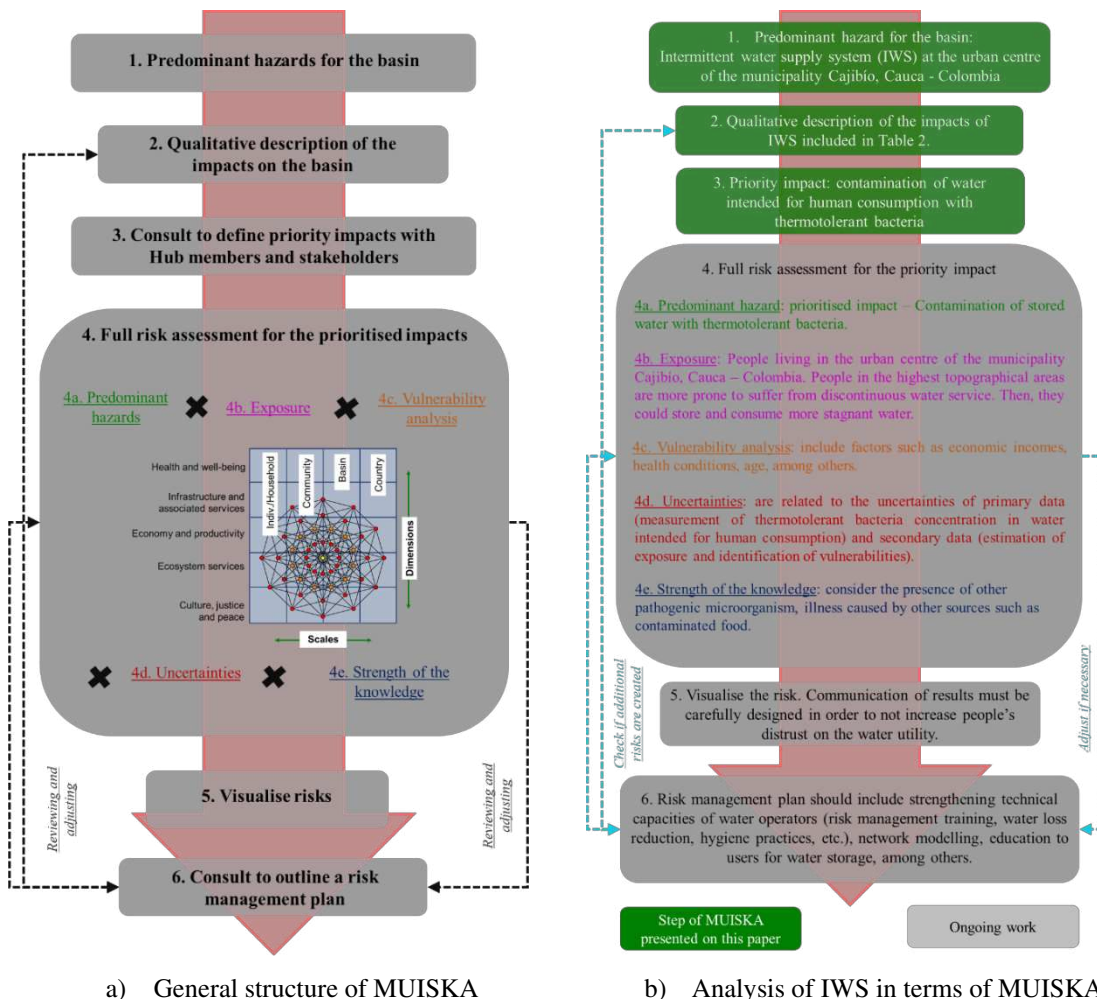 1. Predominant hazards for the basin
2. Qualitative description of the
impacts on the basin
3. Consult to define priority impacts with
Hub members and stakeholders
4. Full risk assessment for the prioritised impacts
4a. Predominant
hazards
4b. Exposure
4c. Vulnerability
analysis
Health and well-being
Infrastructure and
associated services
Economy and productivity
Ecosystem services
Culture, justice
and peace
Indiv./Household
Community
Basin
Country
Dimensions
Scales
4d. Uncertainties
4e. Strength of the
knowledge
Reviewing and
adjusting
Reviewing and
adjusting
5. Visualise risks
6. Consult to outline a risk
management plan
a) General structure of MUISKA
1. Predominant hazard for the basin:
Intermittent water supply system (IWS) at the urban centre
of the municipality Cajibío, Cauca - Colombia
2. Qualitative description of the impacts of
IWS included in Table 2.
3. Priority impact: contamination of water
intended for human consumption with
thermotolerant bacteria
4. Full risk assessment for the priority impact
4a. Predominant hazard: prioritised impact – Contamination of stored
water with thermotolerant bacteria.
4b. Exposure: People living in the urban centre of the municipality
Cajibío, Cauca – Colombia. People in the highest topographical areas
are more prone to suffer from discontinuous water service. Then, they
could store and consume more stagnant water.
4c. Vulnerability analysis: include factors such as economic incomes,
health conditions, age, among others.
4d. Uncertainties: are related to the uncertainties of primary data
(measurement of thermotolerant bacteria concentration in water
intended for human consumption) and secondary data (estimation of
exposure and identification of vulnerabilities).
4e. Strength of the knowledge: consider the presence of other
pathogenic microorganism, illness caused by other sources such as
contaminated food.
Check if additional
risks are created
Adjust if necessary
5. Visualise the risk. Communication of results must be
carefully designed in order to not increase people's
distrust on the water utility.
6. Risk management plan should include strengthening technical
capacities of water operators (risk management training, water loss
reduction, hygiene practices, etc.), network modelling, education to
users for water storage, among others.
Step of MUISKA
presented on this paper
Ongoing work
b) Analysis of IWS in terms of MUISKA